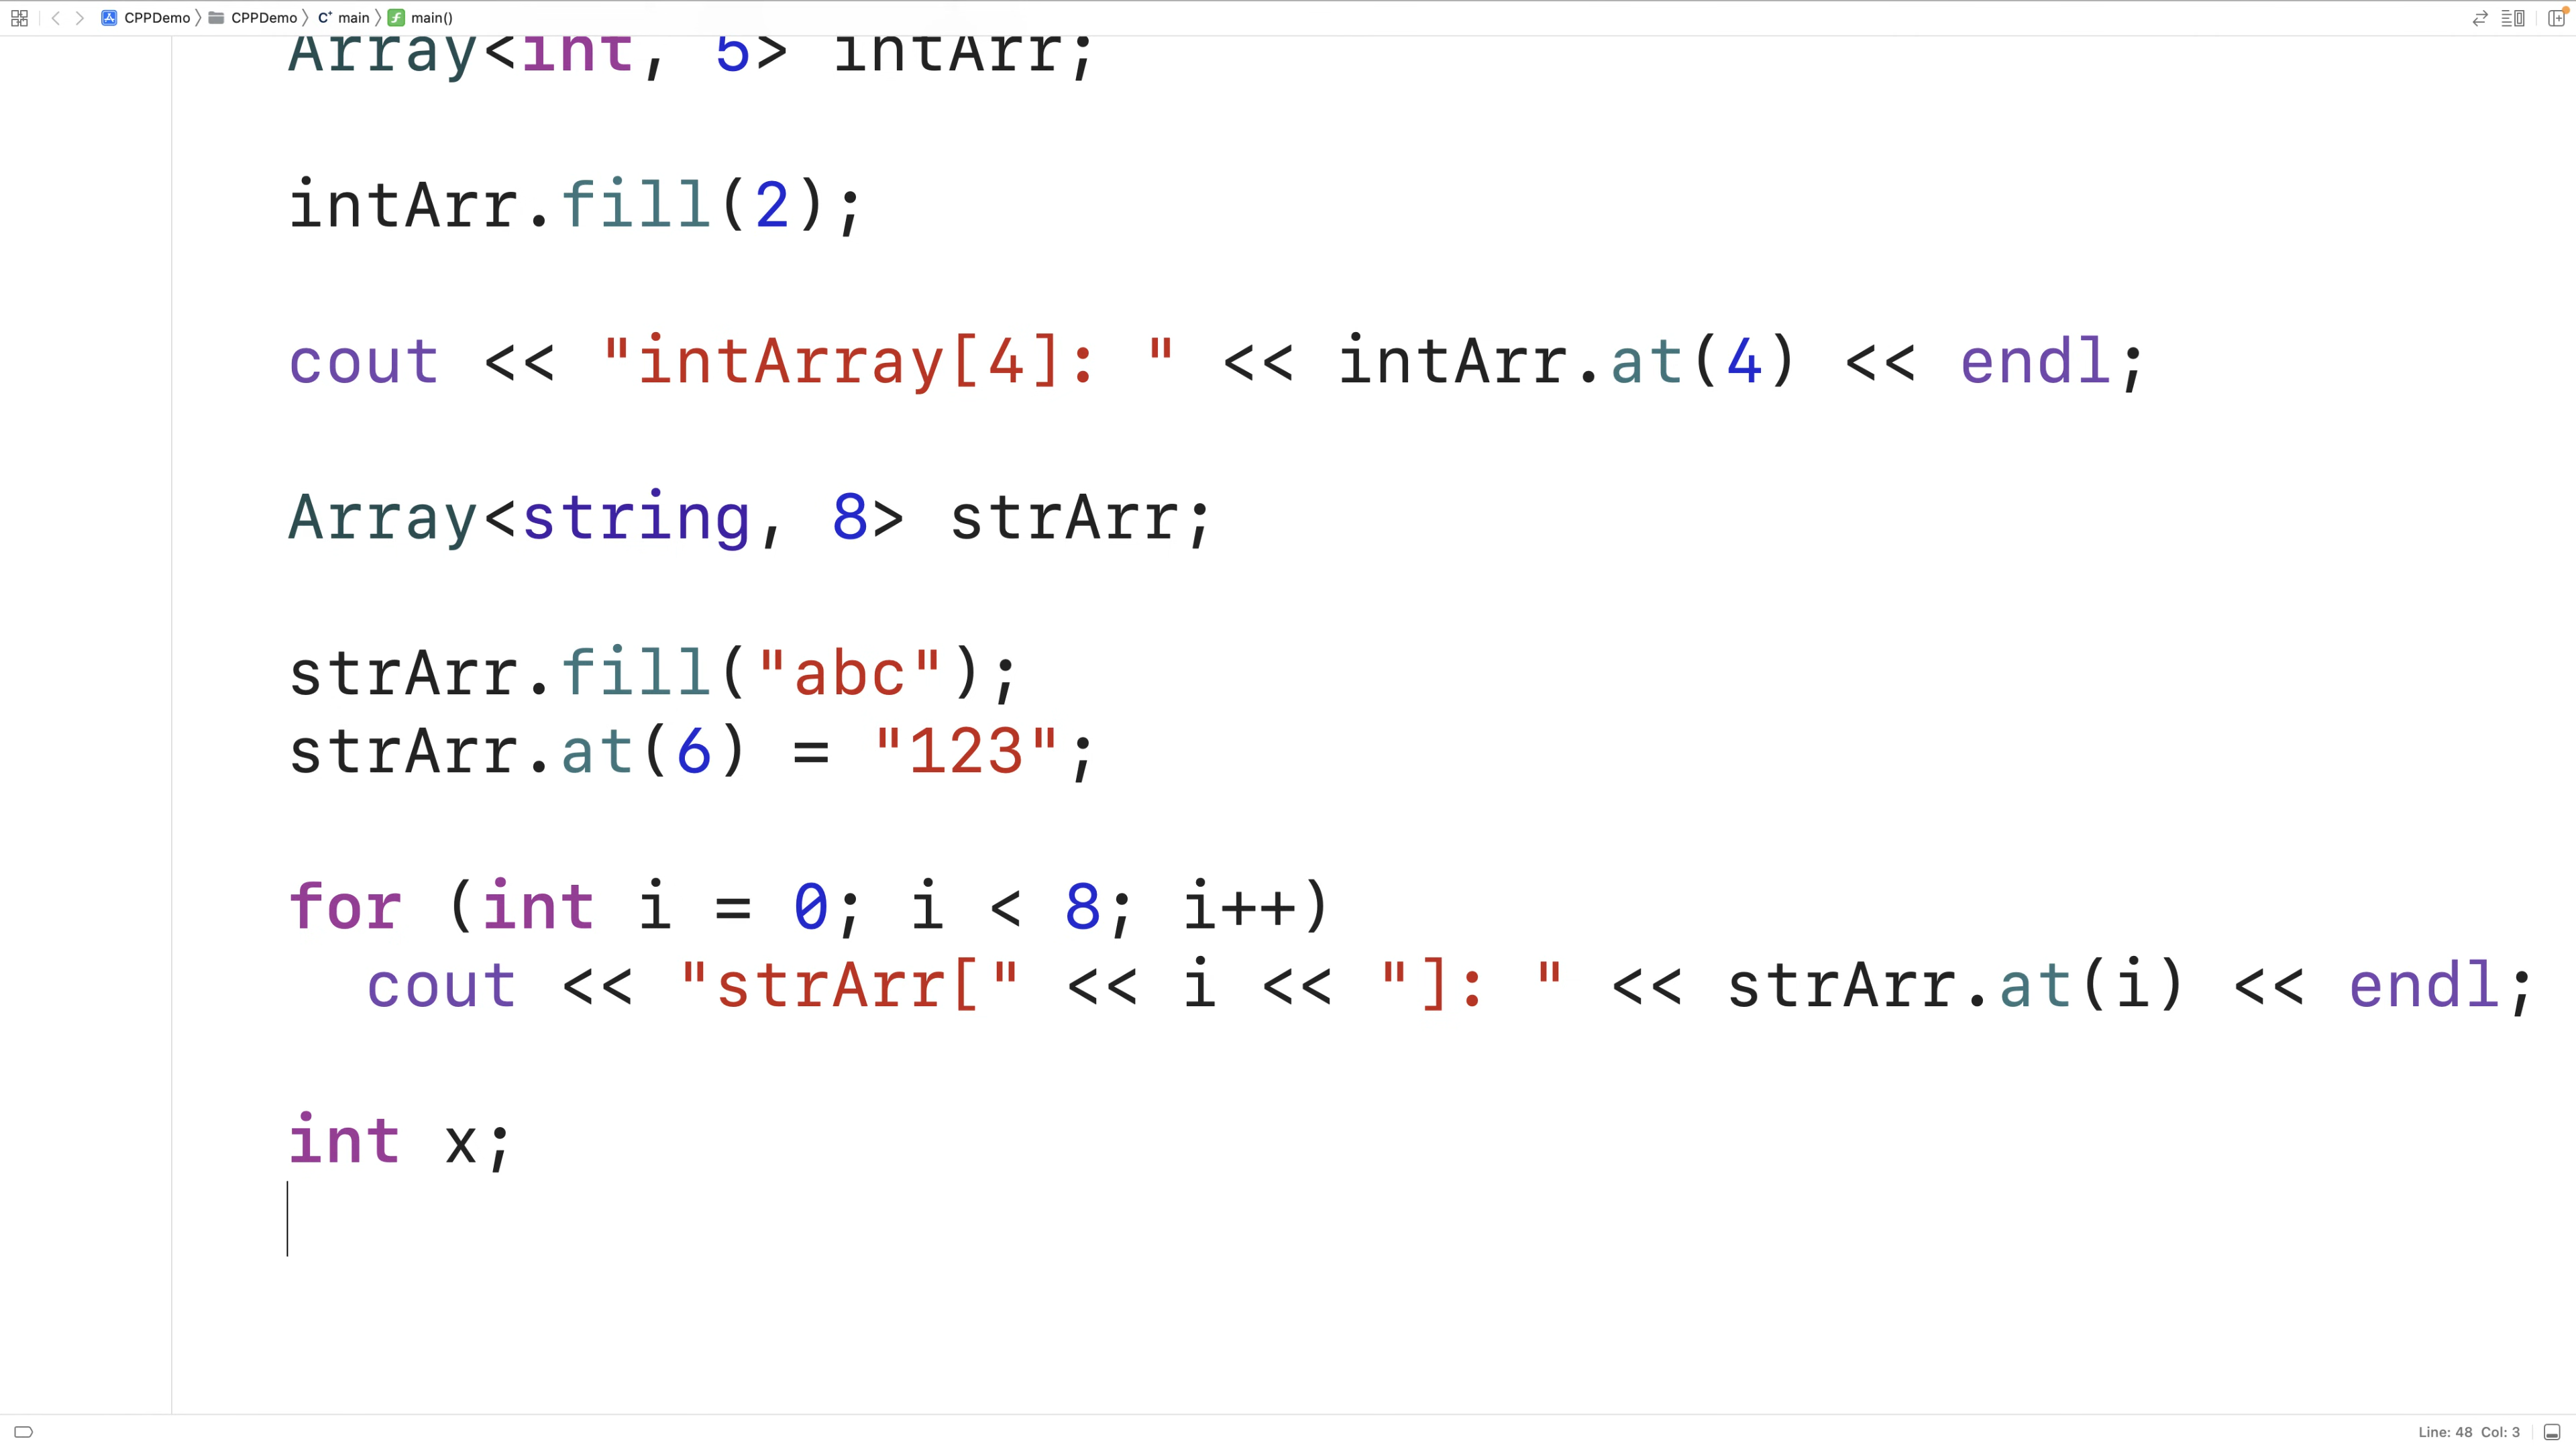 CPPDemo 〉 CPPDemo 〉 C+ main 〉 f main()
Array<int, 5> intArr;
intArr.fill(2);
cout << "intArray[4]: " << intArr.at(4) << endl;
Array<string, 8> strArr;
strArr.fill("abc");
strArr.at(6) = "123";
for (int i = 0; i < 8; i++)
cout << "strArr[" << i << "]: " << strArr.at(i) << endl;
int x;
Line: 48 Col: 3